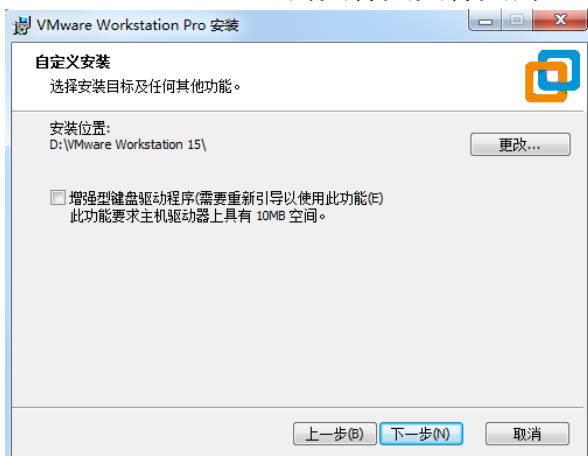 VMware Workstation Pro 安装
自定义安装
选择安装目标及任何其他功能。
安装位置:
D:\VMware Workstation 15\
更改...
增强型键盘驱动程序(需要重新引导以使用此功能(E)
此功能要求主机驱动器上具有 10MB 空间。
上一步(B) 下一步(N) 取消